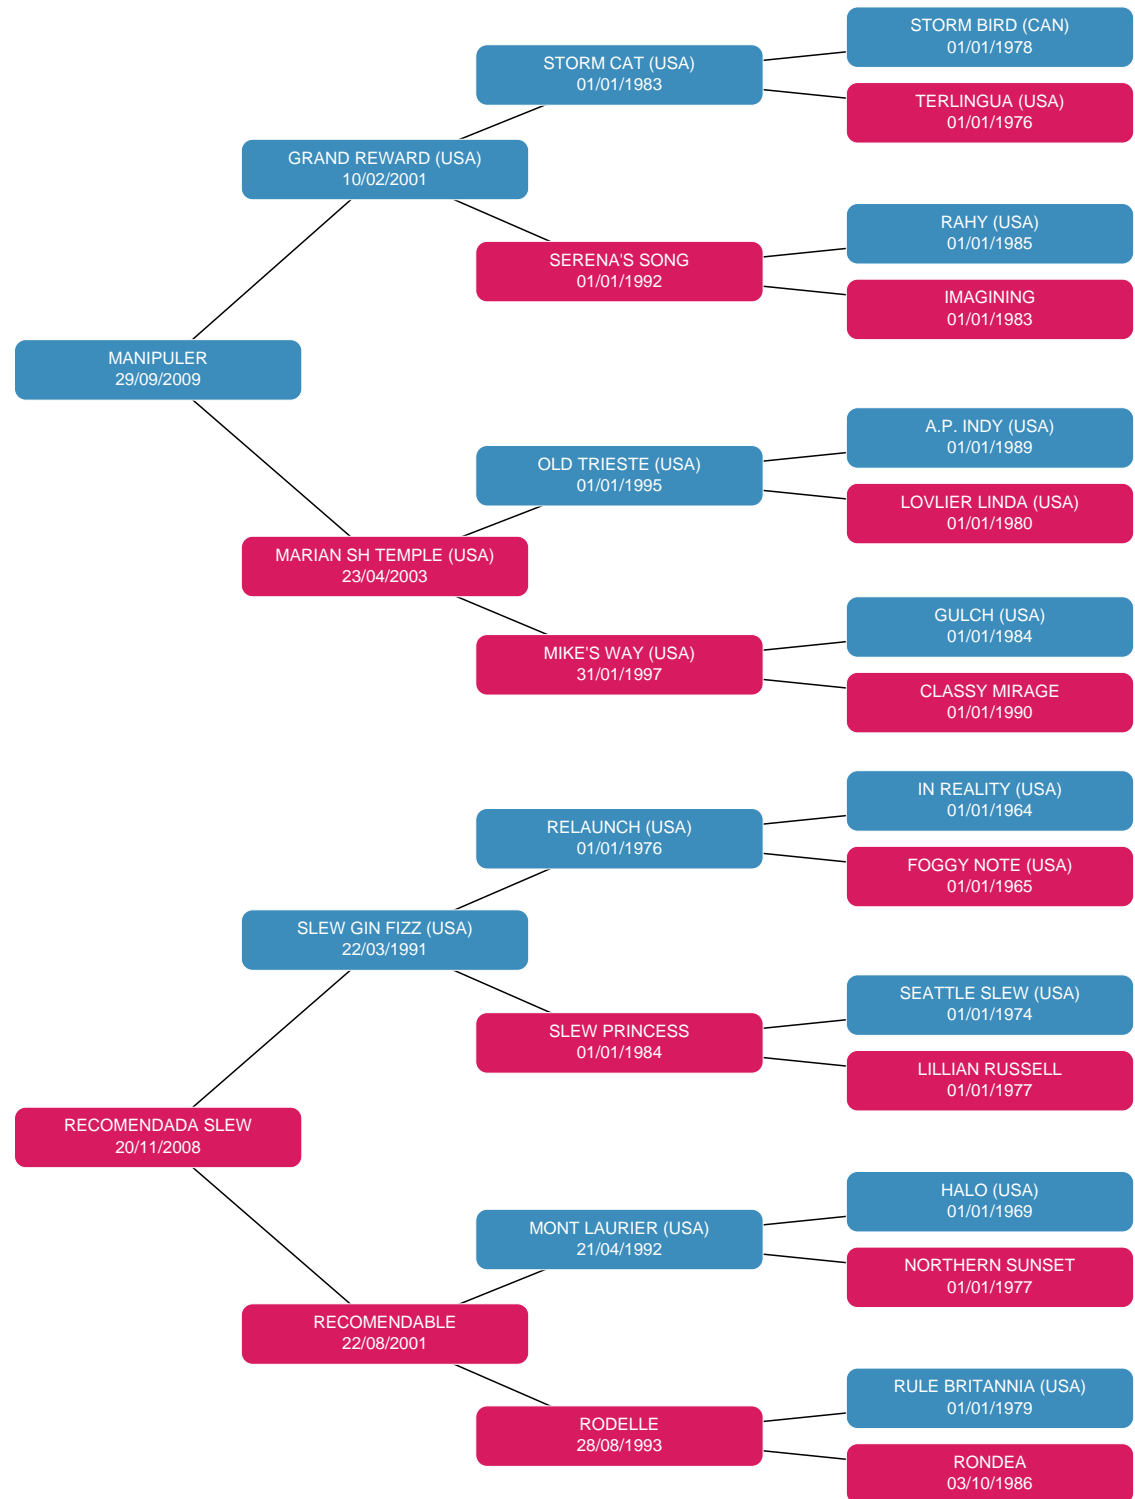 STORM BIRD (CAN)
01/01/1978
STORM CAT (USA)
01/01/1983
TERLINGUA (USA)
01/01/1976
GRAND REWARD (USA)
10/02/2001
RAHY (USA)
01/01/1985
SERENA'S SONG
01/01/1992
IMAGINING
01/01/1983
MANIPULER
29/09/2009
A.P. INDY (USA)
01/01/1989
OLD TRIESTE (USA)
01/01/1995
LOVLIER LINDA (USA)
01/01/1980
MARIAN SH TEMPLE (USA)
23/04/2003
GULCH (USA)
01/01/1984
MIKE'S WAY (USA)
31/01/1997
CLASSY MIRAGE
01/01/1990
IN REALITY (USA)
01/01/1964
RELAUNCH (USA)
01/01/1976
FOGGY NOTE (USA)
01/01/1965
SLEW GIN FIZZ (USA)
22/03/1991
SEATTLE SLEW (USA)
01/01/1974
SLEW PRINCESS
01/01/1984
LILLIAN RUSSELL
01/01/1977
RECOMENDADA SLEW
20/11/2008
HALO (USA)
01/01/1969
MONT LAURIER (USA)
21/04/1992
NORTHERN SUNSET
01/01/1977
RECOMENDABLE
22/08/2001
RULE BRITANNIA (USA)
01/01/1979
RODELLE
28/08/1993
RONDEA
03/10/1986